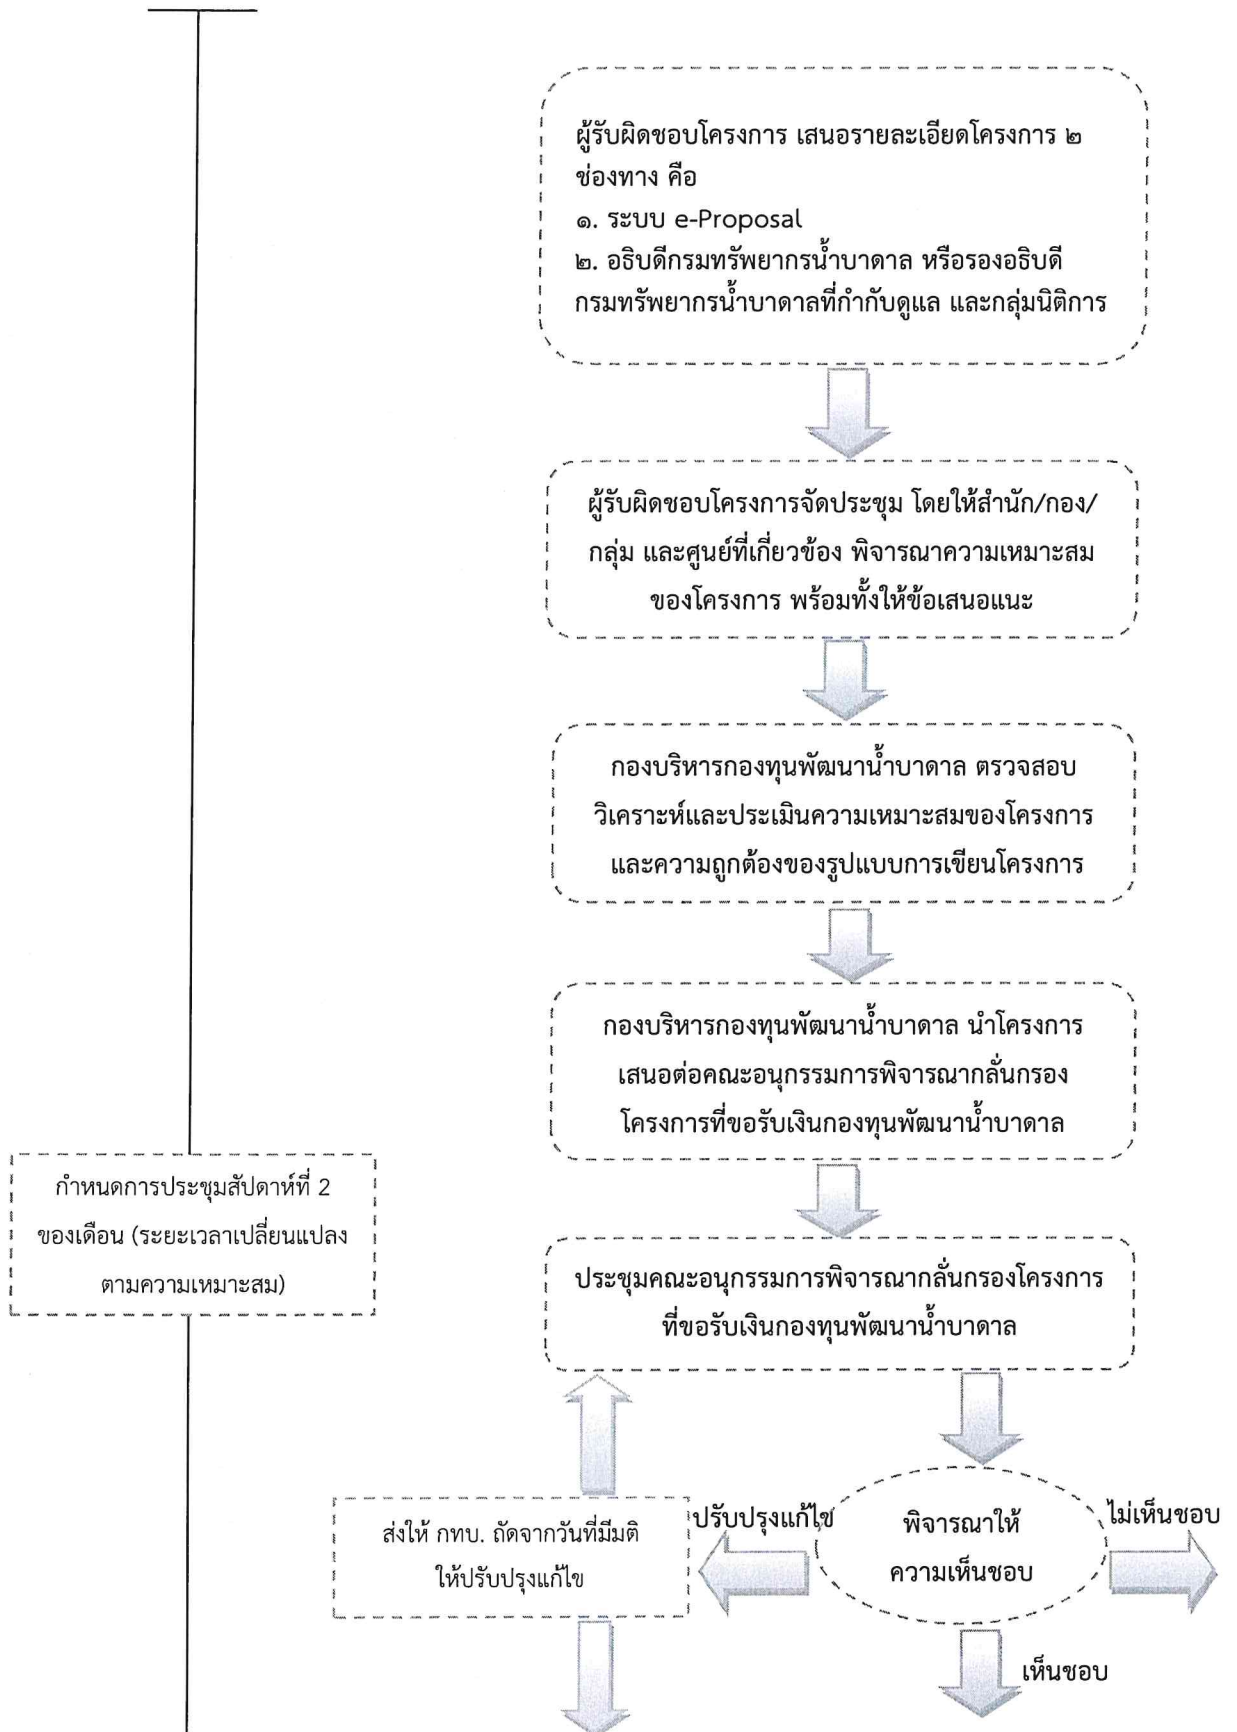 ผู้รับผิดชอบโครงการ เสนอรายละเอียดโครงการ ๒
ช่องทาง คือ
๑. ระบบ e-Proposal
๒. อธิบดีกรมทรัพยากรน้ำบาดาล หรือรองอธิบดี
กรมทรัพยากรน้ำบาดาลที่กำกับดูแล และกลุ่มนิติการ
ผู้รับผิดชอบโครงการจัดประชุม โดยให้สำนัก/กอง/
กลุ่ม และศูนย์ที่เกี่ยวข้อง พิจารณาความเหมาะสม
ของโครงการ พร้อมทั้งให้ข้อเสนอแนะ
กองบริหารกองทุนพัฒนาน้ำบาดาล ตรวจสอบ
วิเคราะห์และประเมินความเหมาะสมของโครงการ
และความถูกต้องของรูปแบบการเขียนโครงการ
กองบริหารกองทุนพัฒนาน้ำบาดาล นำโครงการ
เสนอต่อคณะอนุกรรมการพิจารณากลั่นกรอง
โครงการที่ขอรับเงินกองทุนพัฒนาน้ำบาดาล
กำหนดการประชุมสัปดาห์ที่ 2
ของเดือน (ระยะเวลาเปลี่ยนแปลง
ตามความเหมาะสม)
ประชุมคณะอนุกรรมการพิจารณากลั่นกรองโครงการ
ที่ขอรับเงินกองทุนพัฒนาน้ำบาดาล
ส่งให้ กทบ. ถัดจากวันที่มีมติ
ให้ปรับปรุงแก้ไข
ปรับปรุงแก้ไข
พิจารณาให้
ความเห็นชอบ
ไม่เห็นชอบ
เห็นชอบ